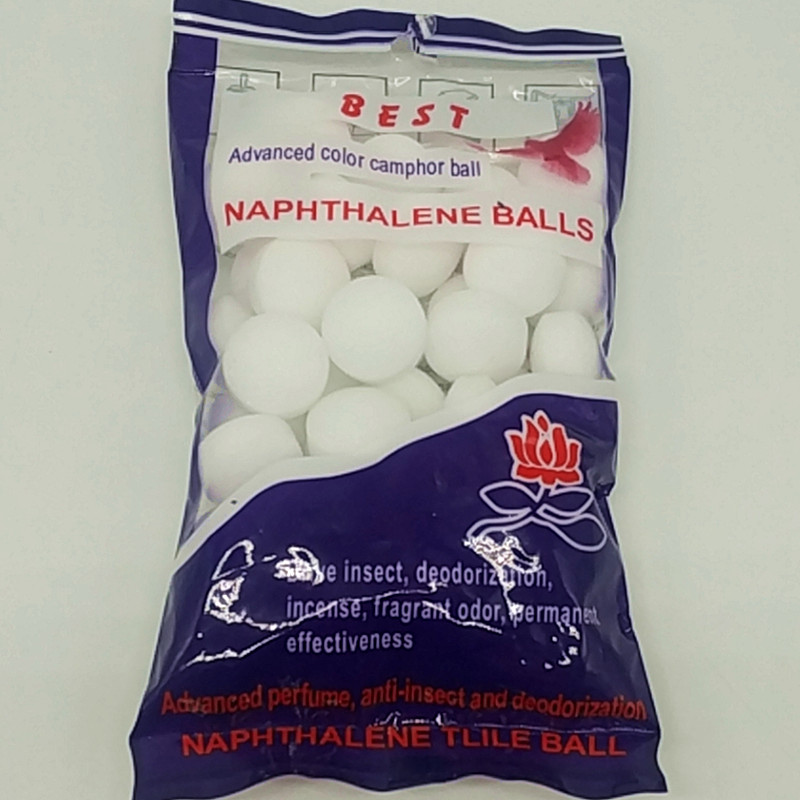 BEST
Advanced color camphor ball
NAPHTHALENE BALLS
insect, deodorization,
incense, fragrant odor, permanent
effectiveness
Advanced perfume, anti-insect and deodorization
NAPHTHALENE TLILE BALL